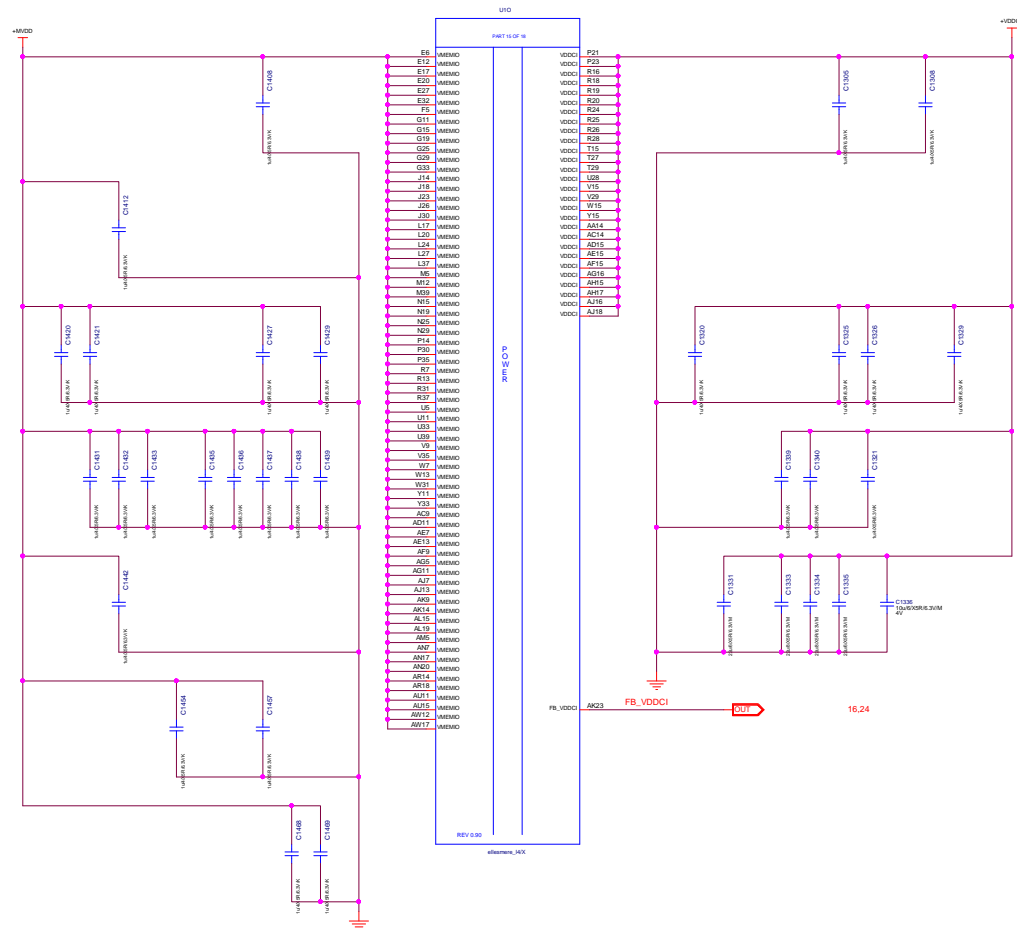 U1O
PART 15 OF 18
+MVDD
+VDDI
E6 VMEMIO
E12 VMEMIO
E17 VMEMIO
E20 VMEMIO
E27 VMEMIO
E32 VMEMIO
F5 VMEMIO
G11 VMEMIO
G15 VMEMIO
G19 VMEMIO
G25 VMEMIO
G29 VMEMIO
G33 VMEMIO
J14 VMEMIO
J18 VMEMIO
J23 VMEMIO
J26 VMEMIO
J30 VMEMIO
L17 VMEMIO
L20 VMEMIO
L24 VMEMIO
L27 VMEMIO
L37 VMEMIO
M5 VMEMIO
M12 VMEMIO
M39 VMEMIO
N15 VMEMIO
N19 VMEMIO
N25 VMEMIO
N29 VMEMIO
P14 VMEMIO
P30 VMEMIO
P35 VMEMIO
R7 VMEMIO
R13 VMEMIO
R31 VMEMIO
R37 VMEMIO
U5 VMEMIO
U11 VMEMIO
U33 VMEMIO
U39 VMEMIO
V9 VMEMIO
V35 VMEMIO
W7 VMEMIO
W13 VMEMIO
W31 VMEMIO
Y11 VMEMIO
Y33 VMEMIO
AC9 VMEMIO
AD11 VMEMIO
AE7 VMEMIO
AE13 VMEMIO
AF9 VMEMIO
AG5 VMEMIO
AG11 VMEMIO
AJ7 VMEMIO
AJ13 VMEMIO
AK9 VMEMIO
AK14 VMEMIO
AL15 VMEMIO
AL19 VMEMIO
AM5 VMEMIO
AN7 VMEMIO
AN17 VMEMIO
AN20 VMEMIO
AR14 VMEMIO
AR18 VMEMIO
AU11 VMEMIO
AU15 VMEMIO
AW12 VMEMIO
AW17 VMEMIO
VDDCI P21
VDDCI P23
VDDCI R16
VDDCI R18
VDDCI R19
VDDCI R20
VDDCI R24
VDDCI R25
VDDCI R26
VDDCI R28
VDDCI T15
VDDCI T27
VDDCI T29
VDDCI U28
VDDCI V15
VDDCI V29
VDDCI W15
VDDCI Y15
VDDCI AA14
VDDCI AC14
VDDCI AD15
VDDCI AE15
VDDCI AF15
VDDCI AG16
VDDCI AH15
VDDCI AH17
VDDCI AJ16
VDDCI AJ18
FB_VDDCI AK23
FB_VDDCI
OUT
16,24
POWER
REV 0.90
C1408
C1412
C1420
C1421
C1427
C1429
C1431
C1432
C1433
C1435
C1436
C1437
C1438
C1439
C1442
C1454
C1457
C1468
C1469
C1305
C1308
C1320
C1325
C1326
C1329
C1339
C1340
C1321
C1331
C1333
C1334
C1335
C1336
10u/6/X5R/6.3V/M
4V